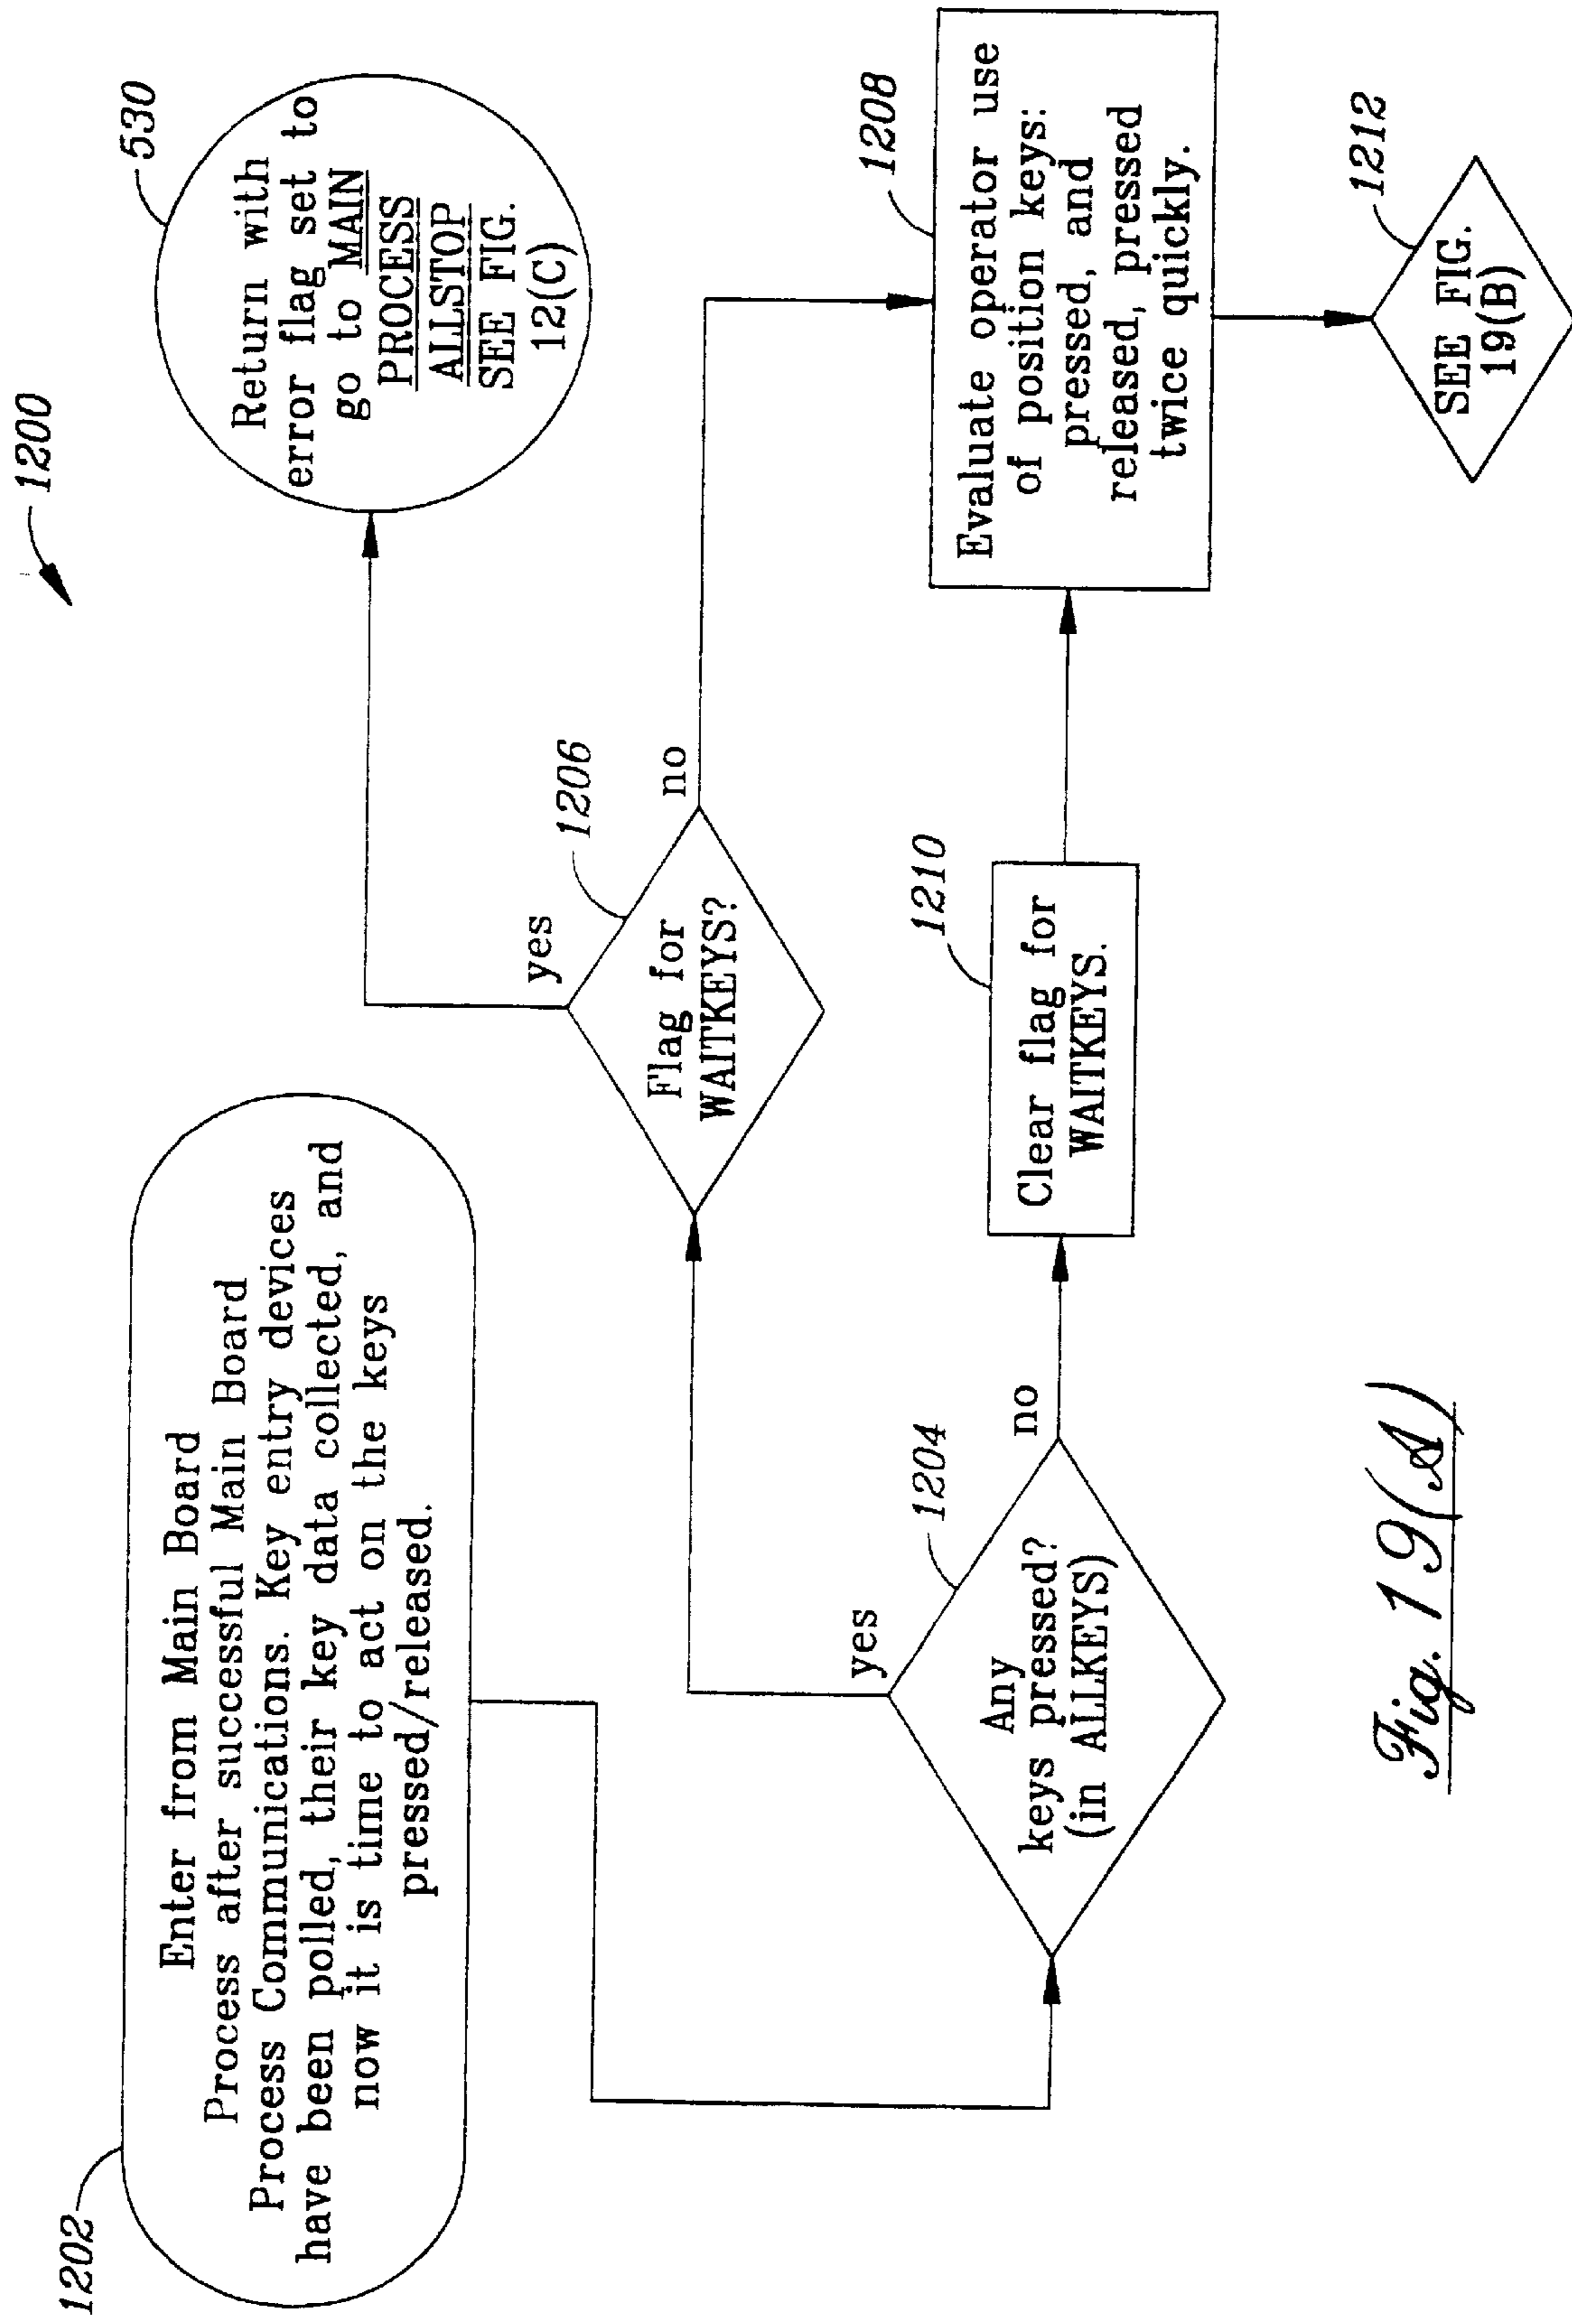 1200
1202
Enter from Main Board
Process after successful Main Board
Process Communications. Key entry devices
have been polled, their key data collected, and
now it is time to act on the keys
pressed/released.
530
Return with
error flag set to
go to MAIN
PROCESS
ALLSTOP
SEE FIG.
12(C)
1206
Flag for
WAITKEYS?
yes
no
1204
Any
keys pressed?
(in ALLKEYS)
yes
no
1210
Clear flag for
WAITKEYS.
1208
Evaluate operator use
of position keys:
pressed, and
released, pressed
twice quickly.
1212
SEE FIG.
19(B)
Fig. 19(A)